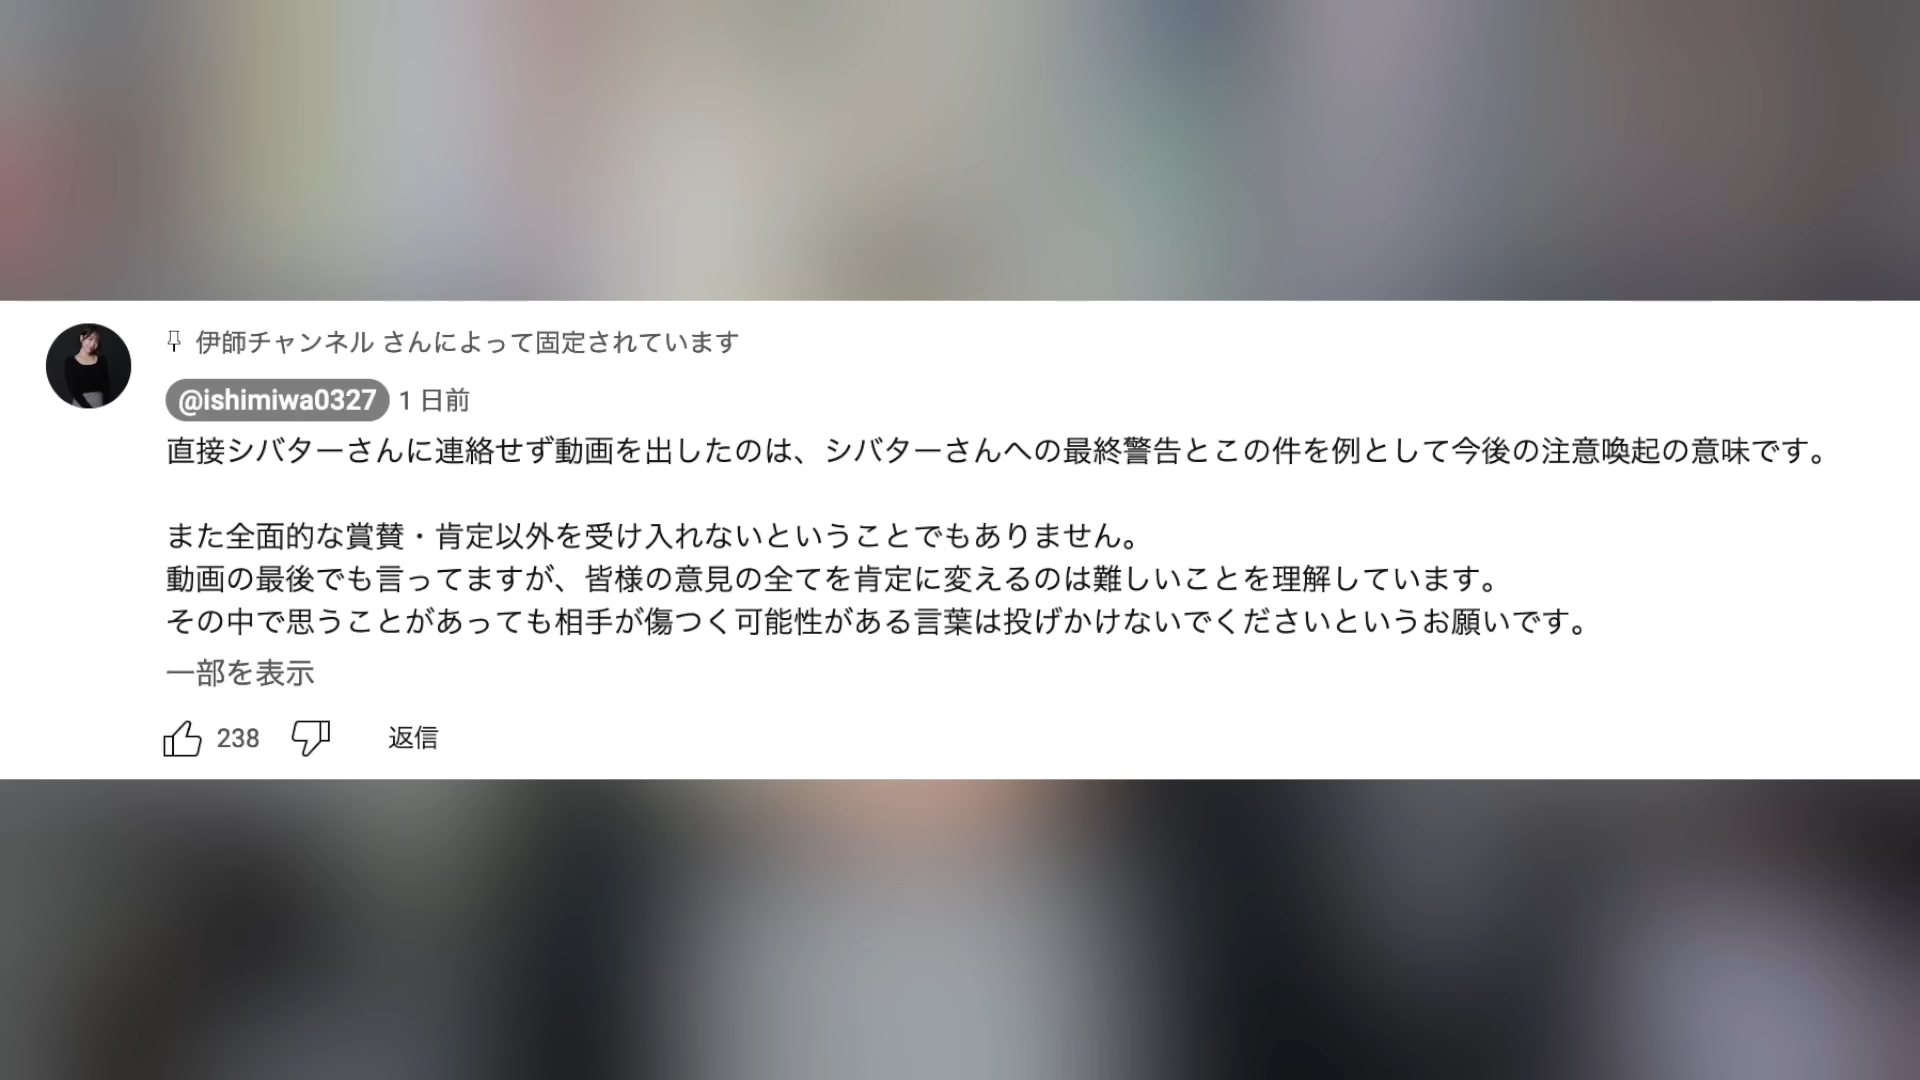 伊師チャンネル さんによって固定されています
@ishimiwa0327 1 日前
直接シバターさんに連絡せず動画を出したのは、シバターさんへの最終警告とこの件を例として今後の注意喚起の意味です。
また全面的な賞賛・肯定以外を受け入れないということでもありません。
動画の最後でも言ってますが、皆様の意見の全てを肯定に変えるのは難しいことを理解しています。
その中で思うことがあっても相手が傷つく可能性がある言葉は投げかけないでくださいというお願いです。
一部を表示
238 返信